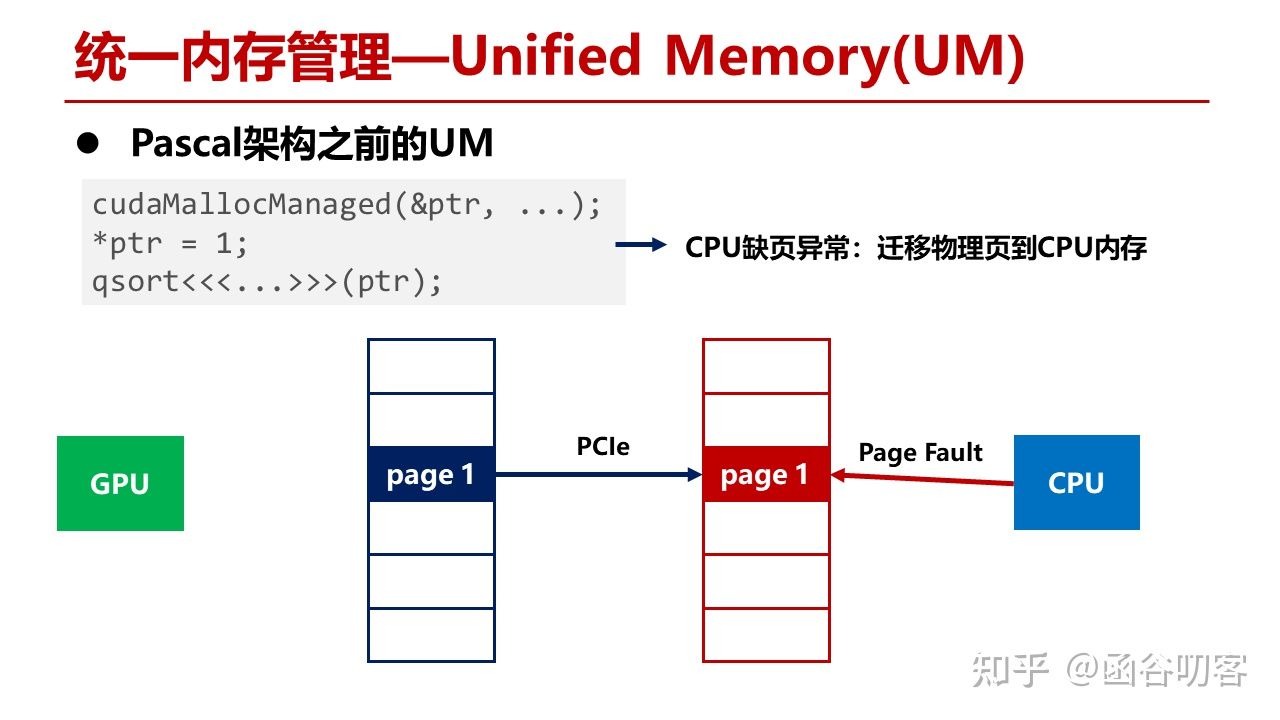 统一内存管理—Unified Memory(UM)
● Pascal架构之前的UM
cudaMallocManaged(&ptr, ...);
*ptr = 1;
qsort<<<...>>>(ptr);
CPU缺页异常：迁移物理页到CPU内存
PCIe
Page Fault
GPU
page 1
page 1
CPU
知乎 @函谷叨客